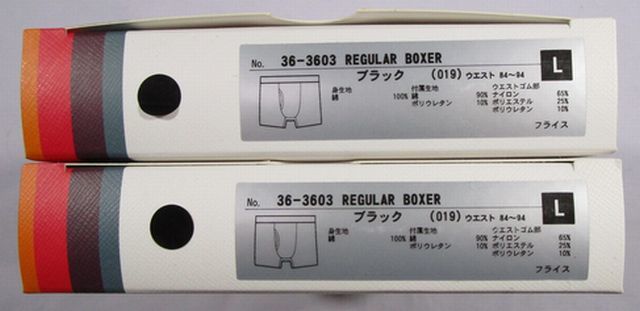 No. 36-3603 REGULAR BOXER
ブラック (019) ウエスト 84〜94 L
身生地 付属生地 ウエストゴム部
綿 100% 綿 90% ナイロン 65%
ポリウレタン 10% ポリエステル 25%
ポリウレタン 10%
フライス
No. 36-3603 REGULAR BOXER
ブラック (019) ウエスト 84〜94 L
身生地 付属生地 ウエストゴム部
綿 100% 綿 90% ナイロン 65%
ポリウレタン 10% ポリエステル 25%
ポリウレタン 10%
フライス